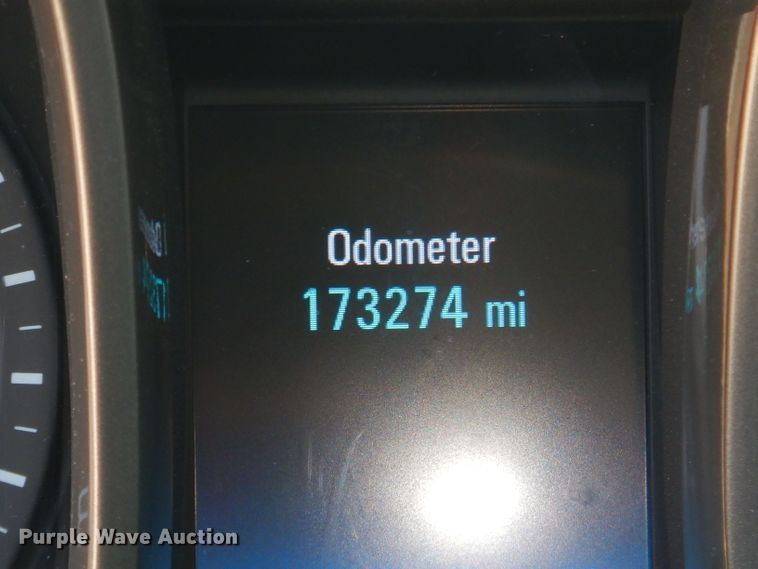 Odometer
173274 mi
Purple Wave Auction®